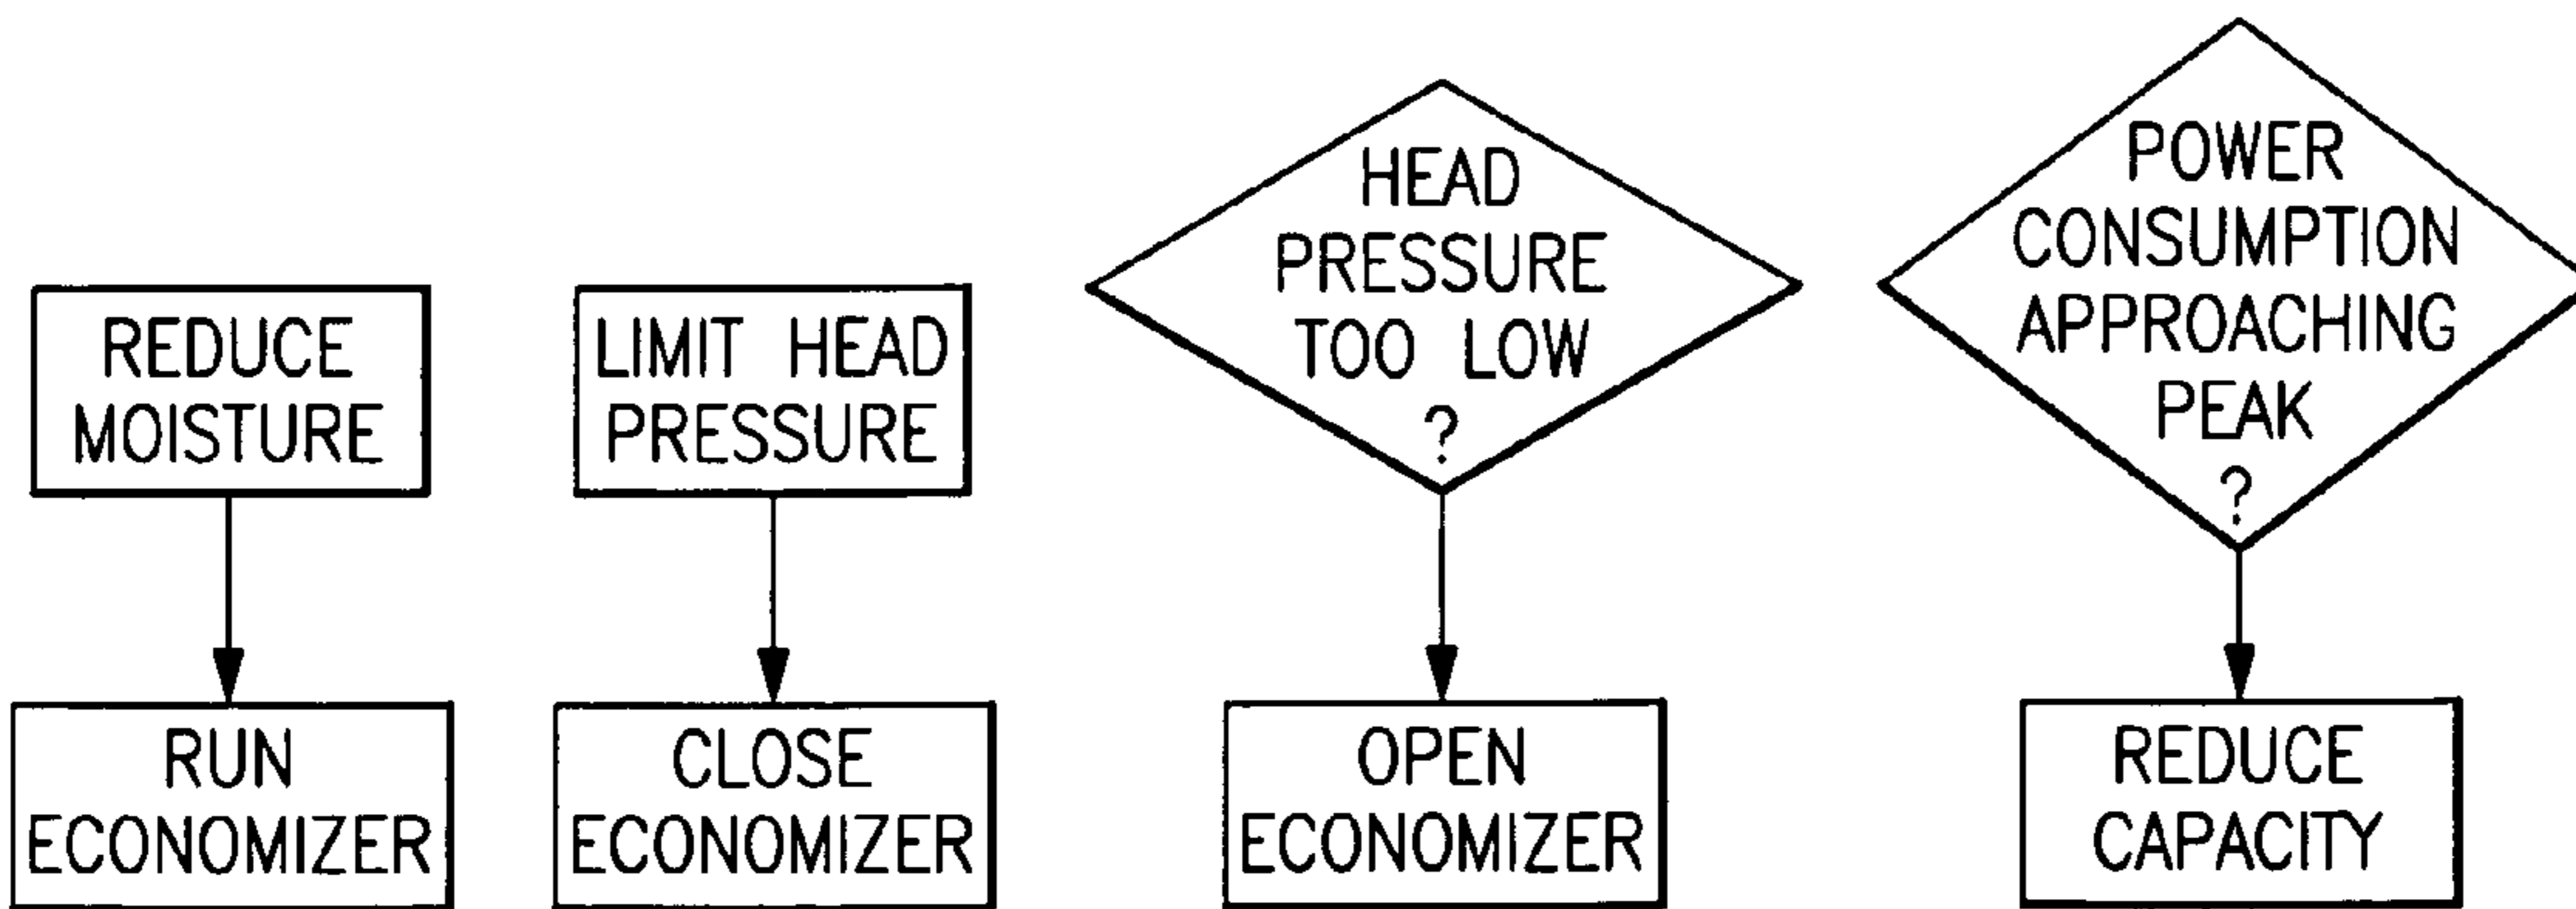 REDUCE
MOISTURE
RUN
ECONOMIZER
LIMIT HEAD
PRESSURE
CLOSE
ECONOMIZER
HEAD
PRESSURE
TOO LOW
?
OPEN
ECONOMIZER
POWER
CONSUMPTION
APPROACHING
PEAK
?
REDUCE
CAPACITY